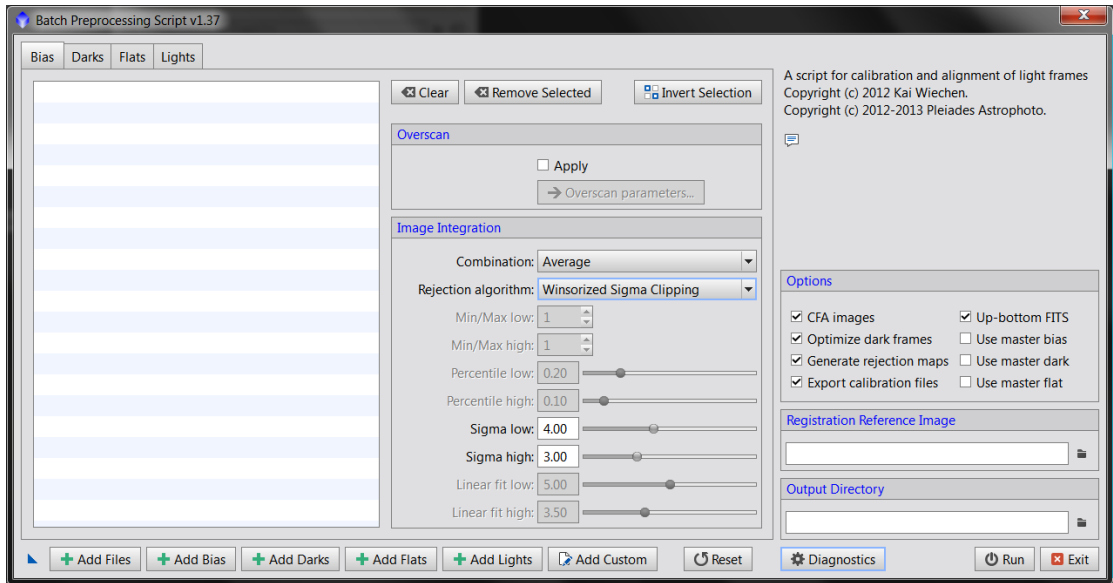 Batch Preprocessing Script v1.37
Bias Darks Flats Lights
Clear Remove Selected Invert Selection
Overscan
Apply
Overscan parameters...
Image Integration
Combination: Average
Rejection algorithm: Winsorized Sigma Clipping
Min/Max low: 1
Min/Max high: 1
Percentile low: 0.20
Percentile high: 0.10
Sigma low: 4.00
Sigma high: 3.00
Linear fit low: 5.00
Linear fit high: 3.50
A script for calibration and alignment of light frames
Copyright (c) 2012 Kai Wiechen.
Copyright (c) 2012-2013 Pleiades Astrophoto.
Options
CFA images Up-bottom FITS
Optimize dark frames Use master bias
Generate rejection maps Use master dark
Export calibration files Use master flat
Registration Reference Image
Output Directory
Add Files Add Bias Add Darks Add Flats Add Lights Add Custom Reset Diagnostics Run Exit